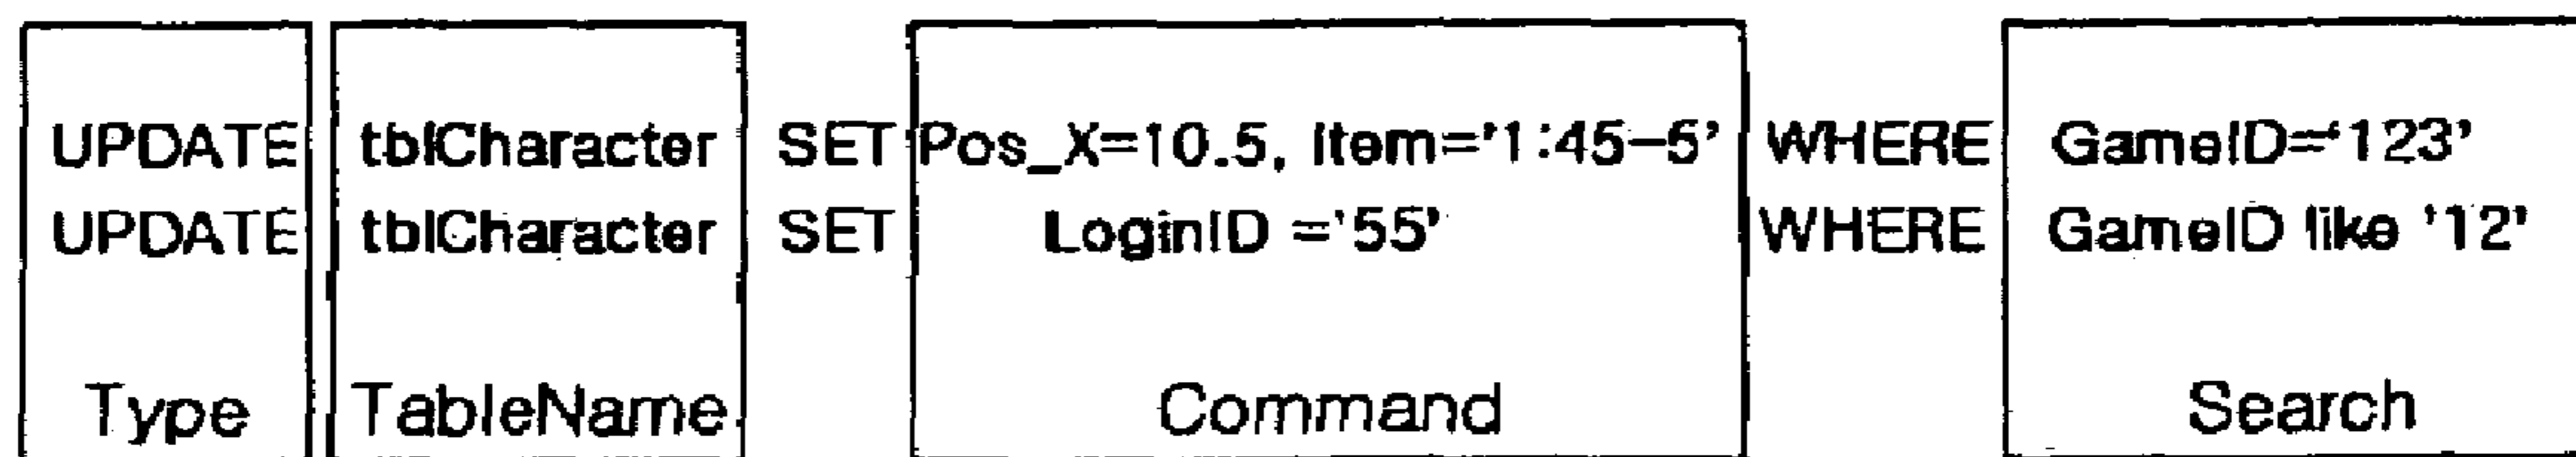 UPDATE tblCharacter SET Pos_X=10.5, Item='1:45-5' WHERE GameID='123'
UPDATE tblCharacter SET LoginID ='55' WHERE GameID like '12'
Type TableName Command Search